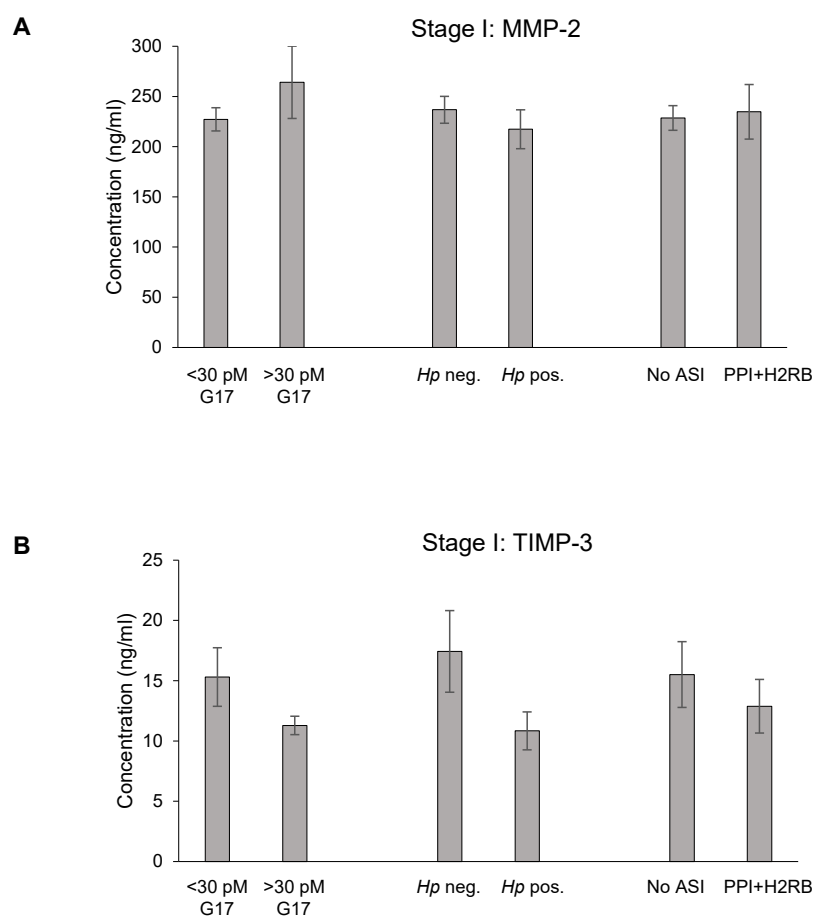 A
Stage I: MMP-2
Concentration (ng/ml)
300
250
200
150
100
50
0
<30 pM
G17
>30 pM
G17
Hp neg.
Hp pos.
No ASI
PPI+H2RB
B
Stage I: TIMP-3
Concentration (ng/ml)
25
20
15
10
5
0
<30 pM
G17
>30 pM
G17
Hp neg.
Hp pos.
No ASI
PPI+H2RB